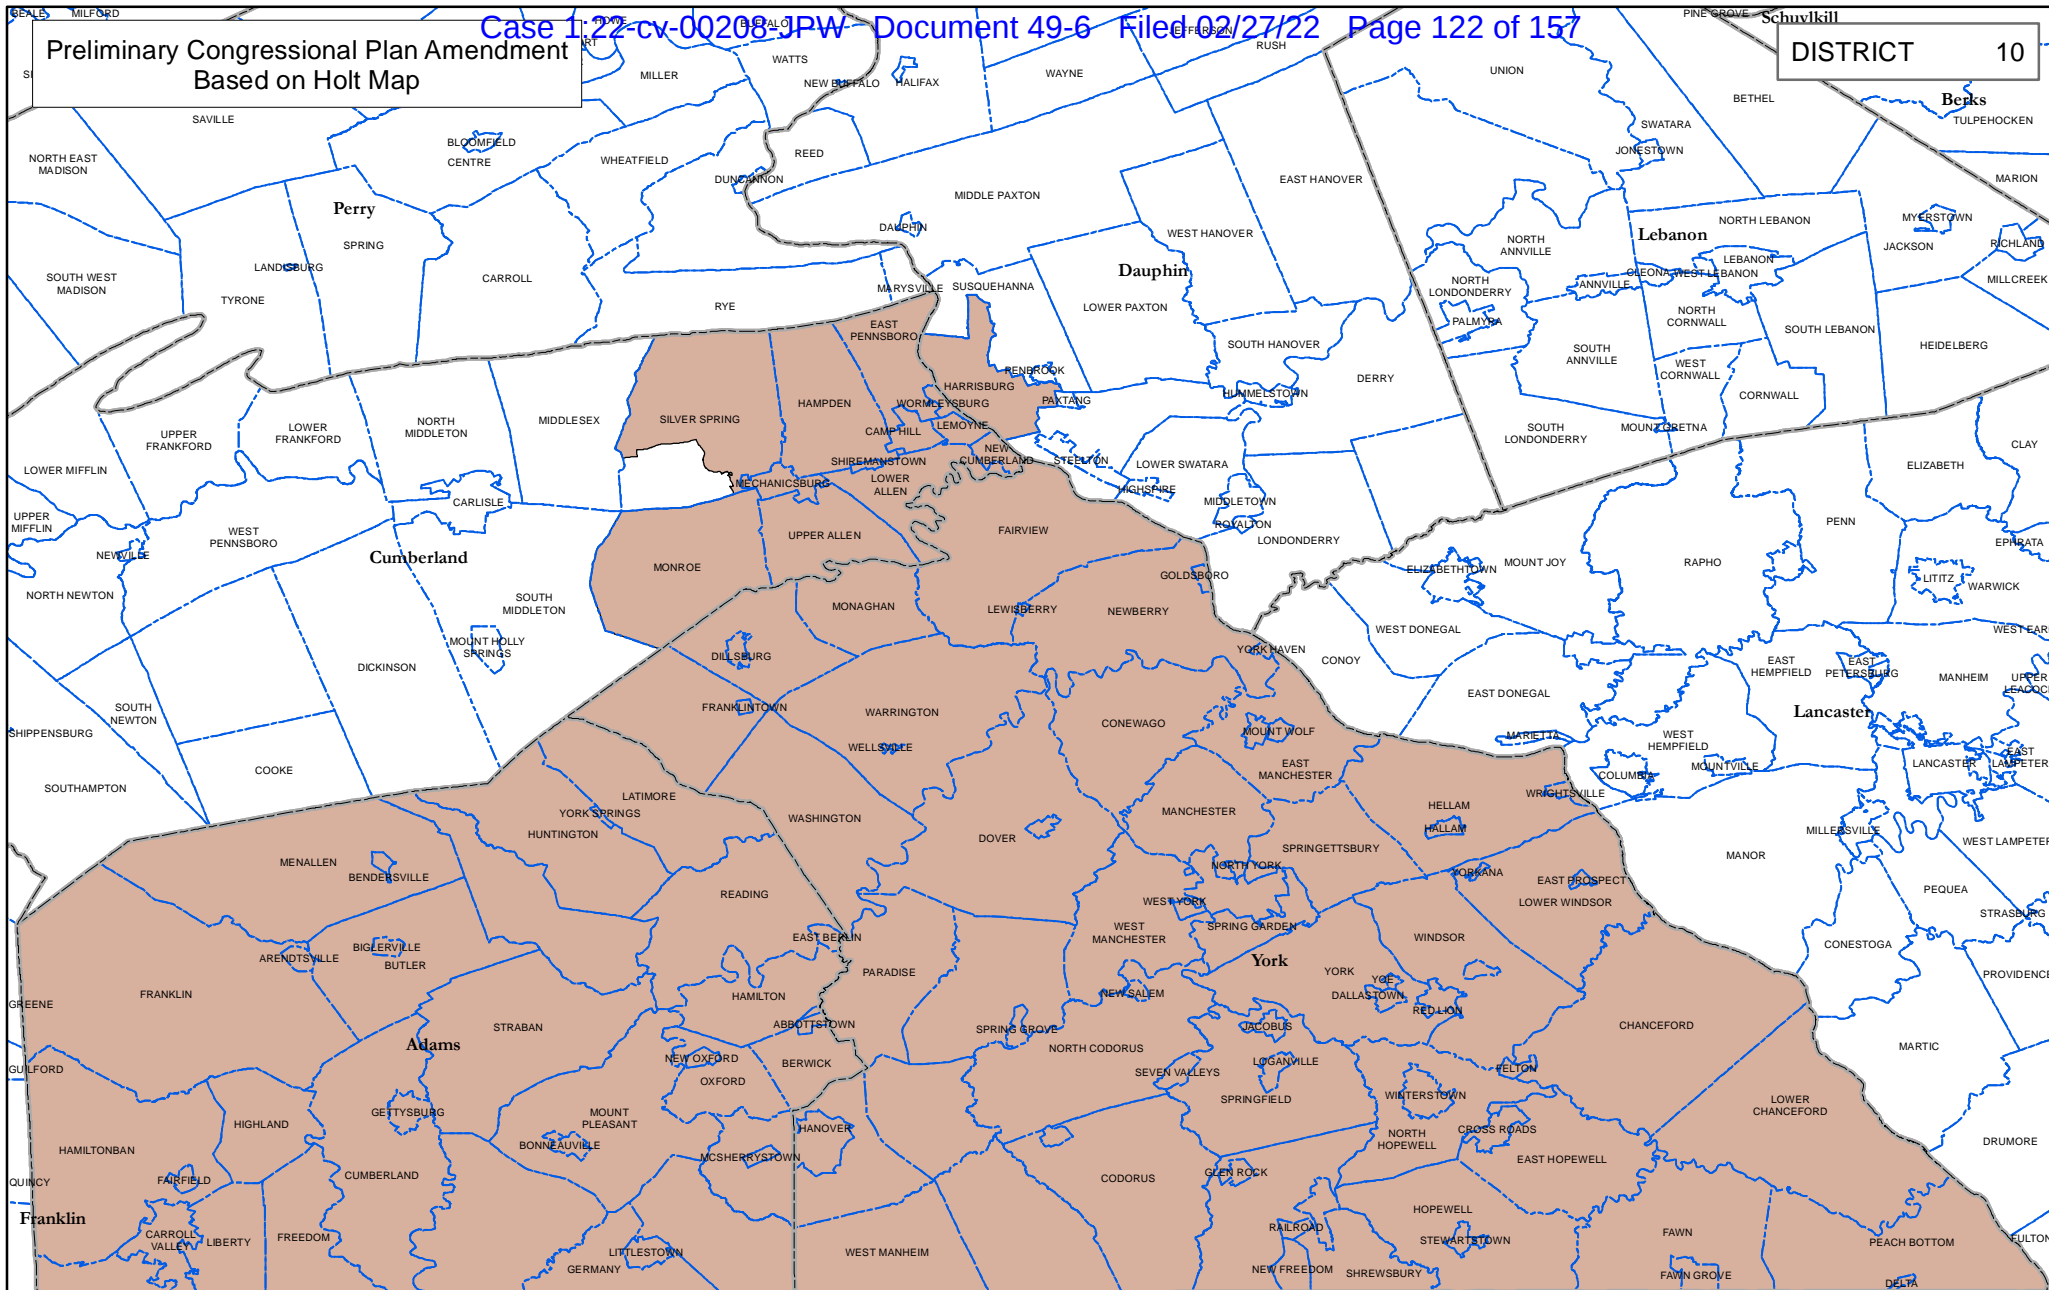 Case 1:22-cv-00208-JPW Document 49-6 Filed 02/27/22 Page 122 of 157
Preliminary Congressional Plan Amendment
Based on Holt Map
DISTRICT 10
BEALE
MILFORD
HOWE
BUFFALO
JEFFERSON
RUSH
PINE GROVE
Schuylkill
WATTS
MILLER
NEW BUFFALO
HALIFAX
WAYNE
UNION
BETHEL
Berks
TULPEHOCKEN
SAVILLE
BLOOMFIELD
CENTRE
WHEATFIELD
REED
SWATARA
JONESTOWN
NORTH EAST
MADISON
DUNCANNON
MIDDLE PAXTON
EAST HANOVER
MARION
Perry
SPRING
DAUPHIN
WEST HANOVER
NORTH LEBANON
MYERSTOWN
JACKSON
RICHLAND
Lebanon
NORTH
ANNVILLE
LEBANON
CLEONA
WEST LEBANON
ANNVILLE
MILLCREEK
SOUTH WEST
MADISON
LANDISBURG
TYRONE
CARROLL
RYE
MARYSVILLE
SUSQUEHANNA
Dauphin
LOWER PAXTON
NORTH
LONDONDERRY
PALMYRA
NORTH
CORNWALL
SOUTH LEBANON
EAST
PENNSBORO
SOUTH HANOVER
SOUTH
ANNVILLE
WEST
CORNWALL
HEIDELBERG
PENBROOK
HARRISBURG
DERRY
HUMMELSTOWN
CORNWALL
HAMPDEN
WORMLEYSBURG
PAXTANG
SILVER SPRING
NORTH
MIDDLETON
MIDDLESEX
LOWER
FRANKFORD
UPPER
FRANKFORD
CAMP HILL
LEMOYNE
SOUTH
LONDONDERRY
MOUNT GRETNA
CLAY
LOWER MIFFLIN
SHIREMANSTOWN
NEW
CUMBERLAND
STEELTON
LOWER SWATARA
ELIZABETH
MECHANICSBURG
LOWER
ALLEN
HIGHSPIRE
MIDDLETOWN
ROYALTON
CARLISLE
UPPER
MIFFLIN
WEST
PENNSBORO
UPPER ALLEN
FAIRVIEW
LONDONDERRY
PENN
EPHRATA
NEWVILLE
Cumberland
MONROE
GOLDSBORO
ELIZABETHTOWN
MOUNT JOY
RAPHO
LITITZ
WARWICK
NORTH NEWTON
SOUTH
MIDDLETON
MONAGHAN
LEWISBERRY
NEWBERRY
WEST DONEGAL
MOUNT HOLLY
SPRINGS
DICKINSON
DILLSBURG
YORK HAVEN
CONOY
EAST
HEMPFIELD
EAST
PETERSBURG
MANHEIM
EAST DONEGAL
SOUTH
NEWTON
FRANKLINTOWN
WARRINGTON
CONEWAGO
MOUNT WOLF
Lancaster
SHIPPENSBURG
WELLSVILLE
MARIETTA
WEST
HEMPFIELD
EAST
MANCHESTER
COLUMBIA
MOUNTVILLE
LANCASTER
COOKE
SOUTHAMPTON
LATIMORE
YORK SPRINGS
HUNTINGTON
WASHINGTON
DOVER
MANCHESTER
HELLAM
HALLAM
WRIGHTSVILLE
MILLERSVILLE
SPRINGETTSBURY
MANOR
MENALLEN
BENDERSVILLE
NORTH YORK
YORKANA
EAST PROSPECT
LOWER WINDSOR
READING
WEST YORK
PEQUEA
STRASBURG
SPRING GARDEN
WEST
MANCHESTER
EAST BERLIN
BIGLERVILLE
BUTLER
ARENDTSVILLE
WINDSOR
CONESTOGA
York
PARADISE
YORK
YOE
DALLASTOWN
RED LION
PROVIDENCE
FRANKLIN
GREENE
HAMILTON
NEW SALEM
ABBOTTSTOWN
STRABAN
SPRING GROVE
JACOBUS
CHANCEFORD
Adams
NORTH CODORUS
NEW OXFORD
OXFORD
BERWICK
SEVEN VALLEYS
LOGANVILLE
FELTON
MARTIC
GUILFORD
SPRINGFIELD
WINTERSTOWN
LOWER
CHANCEFORD
GETTYSBURG
HIGHLAND
MOUNT
PLEASANT
HANOVER
CROSS ROADS
NORTH
HOPEWELL
DRUMORE
HAMILTONBAN
BONNEAUVILLE
MCSHERRYSTOWN
EAST HOPEWELL
CODORUS
GLEN ROCK
QUINCY
FAIRFIELD
CUMBERLAND
Franklin
CARROLL
VALLEY
LIBERTY
FREEDOM
HOPEWELL
RAILROAD
STEWARTSTOWN
FAWN
PEACH BOTTOM
LITTLESTOWN
GERMANY
WEST MANHEIM
NEW FREEDOM
SHREWSBURY
FAWN GROVE
DELTA